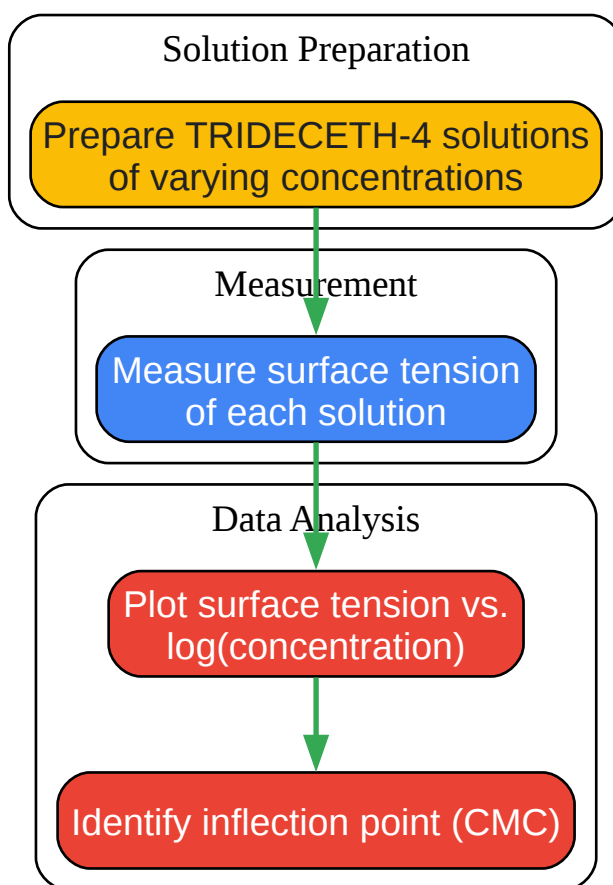 Solution Preparation
Prepare TRIDECETH-4 solutions
of varying concentrations
Measurement
Measure surface tension
of each solution
Data Analysis
Plot surface tension vs.
log(concentration)
Identify inflection point (CMC)